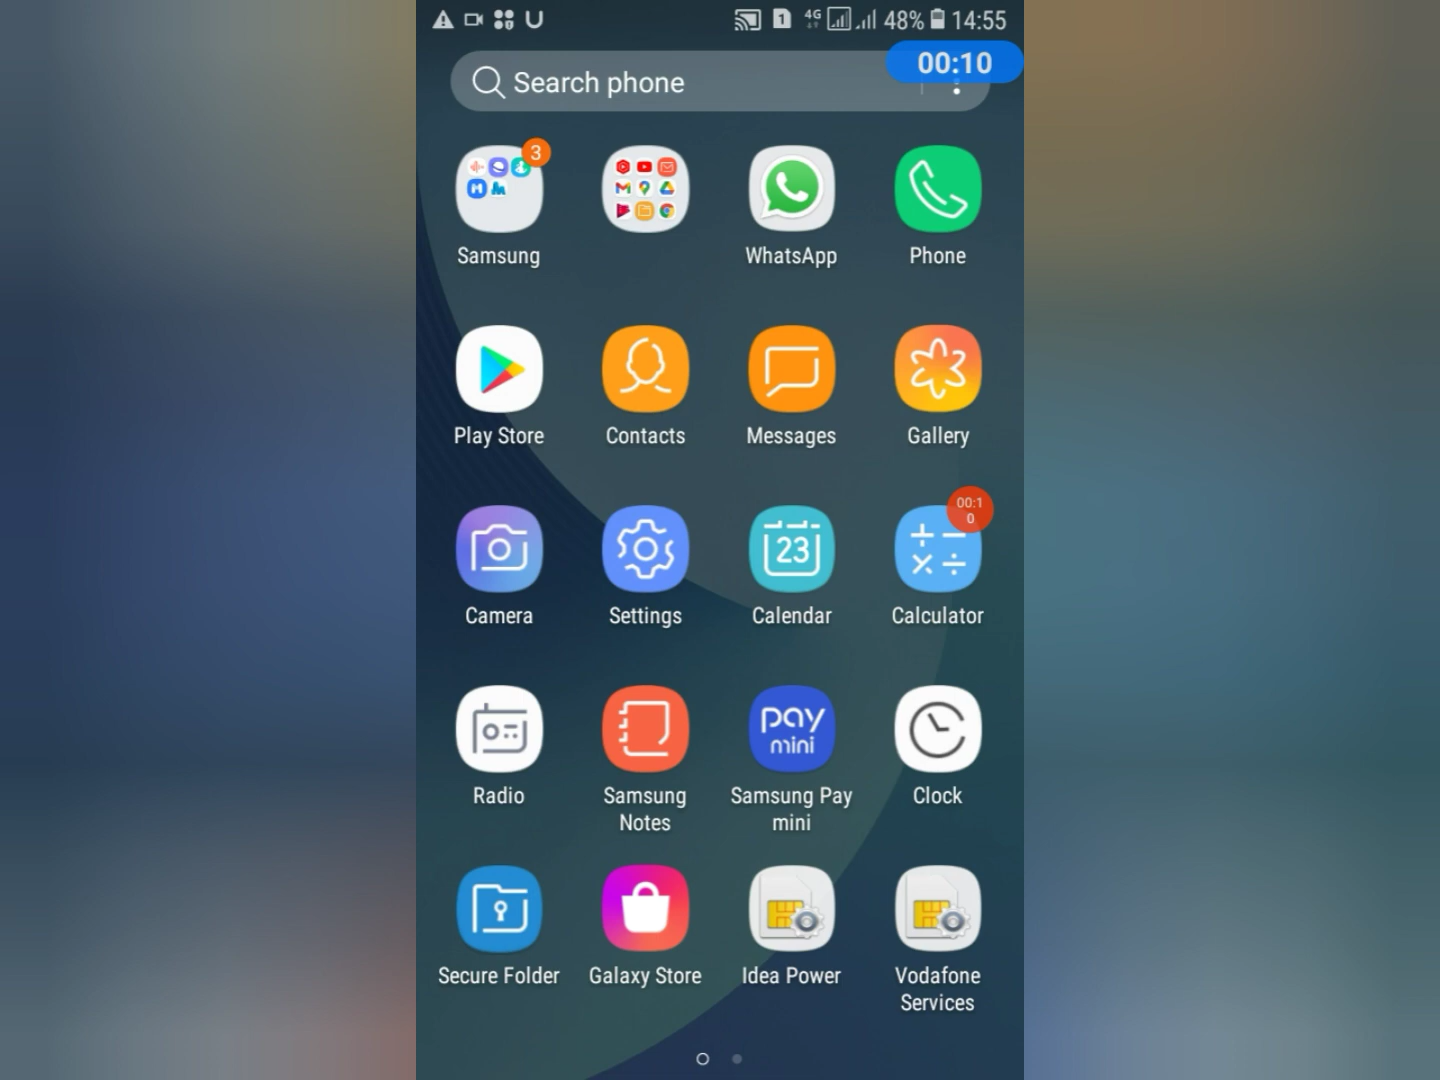 1 4G 48% 14:55
00:10
Search phone
3
Samsung
WhatsApp
Phone
Play Store
Contacts
Messages
Gallery
23
00:1
0
Camera
Settings
Calendar
Calculator
pay
mini
Radio
Samsung
Notes
Samsung Pay
mini
Clock
Secure Folder
Galaxy Store
Idea Power
Vodafone
Services